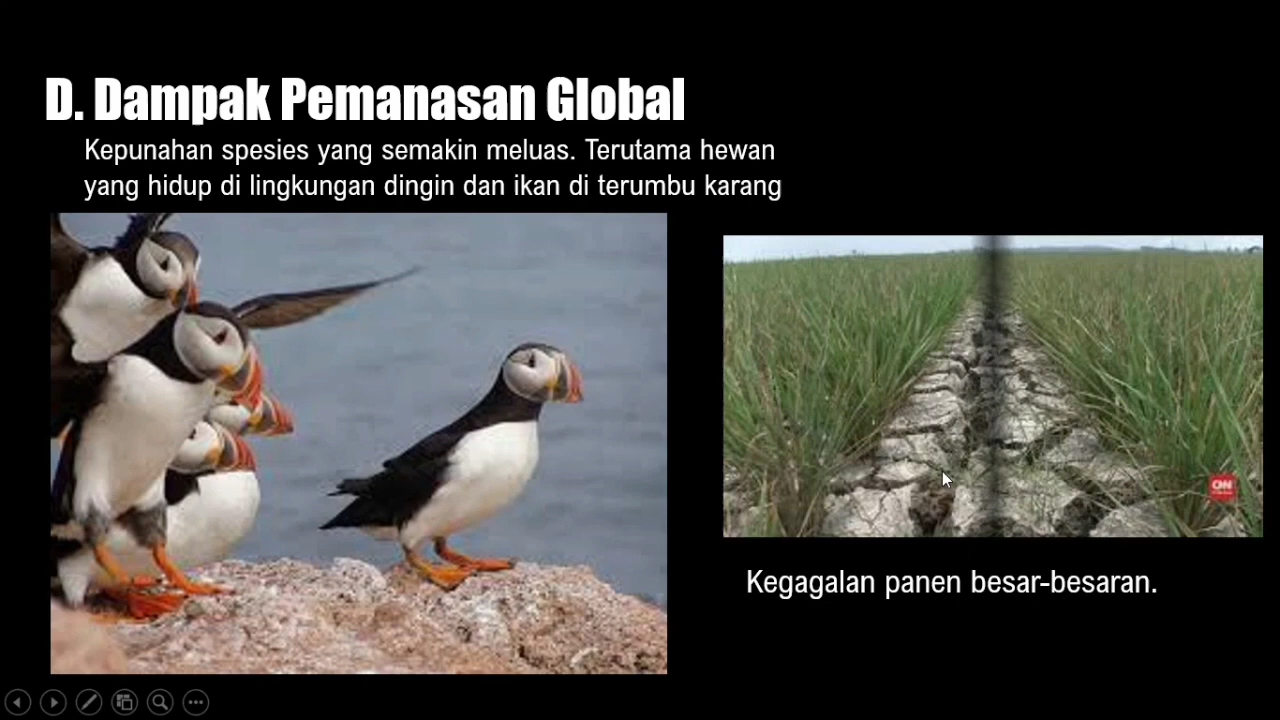 D. Dampak Pemanasan Global
Kepunahan spesies yang semakin meluas. Terutama hewan
yang hidup di lingkungan dingin dan ikan di terumbu karang
CNN
Kegagalan panen besar-besaran.